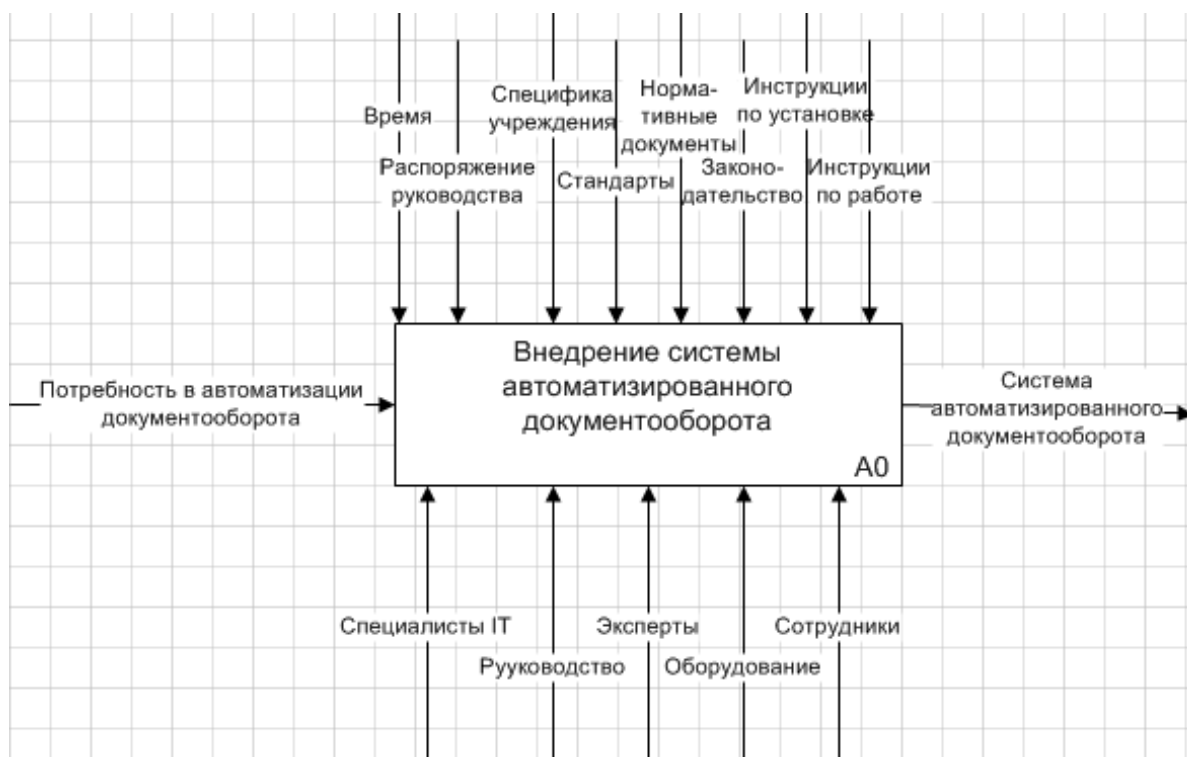 Время
Распоряжение
руководства
Специфика
учреждения
Стандарты
Норма-
тивные
документы
Законо-
дательство
Инструкции
по установке
Инструкции
по работе
Потребность в автоматизации
документооборота
Внедрение системы
автоматизированного
документооборота
A0
Система
автоматизированного
документооборота
Специалисты IT
Рууководство
Эксперты
Оборудование
Сотрудники